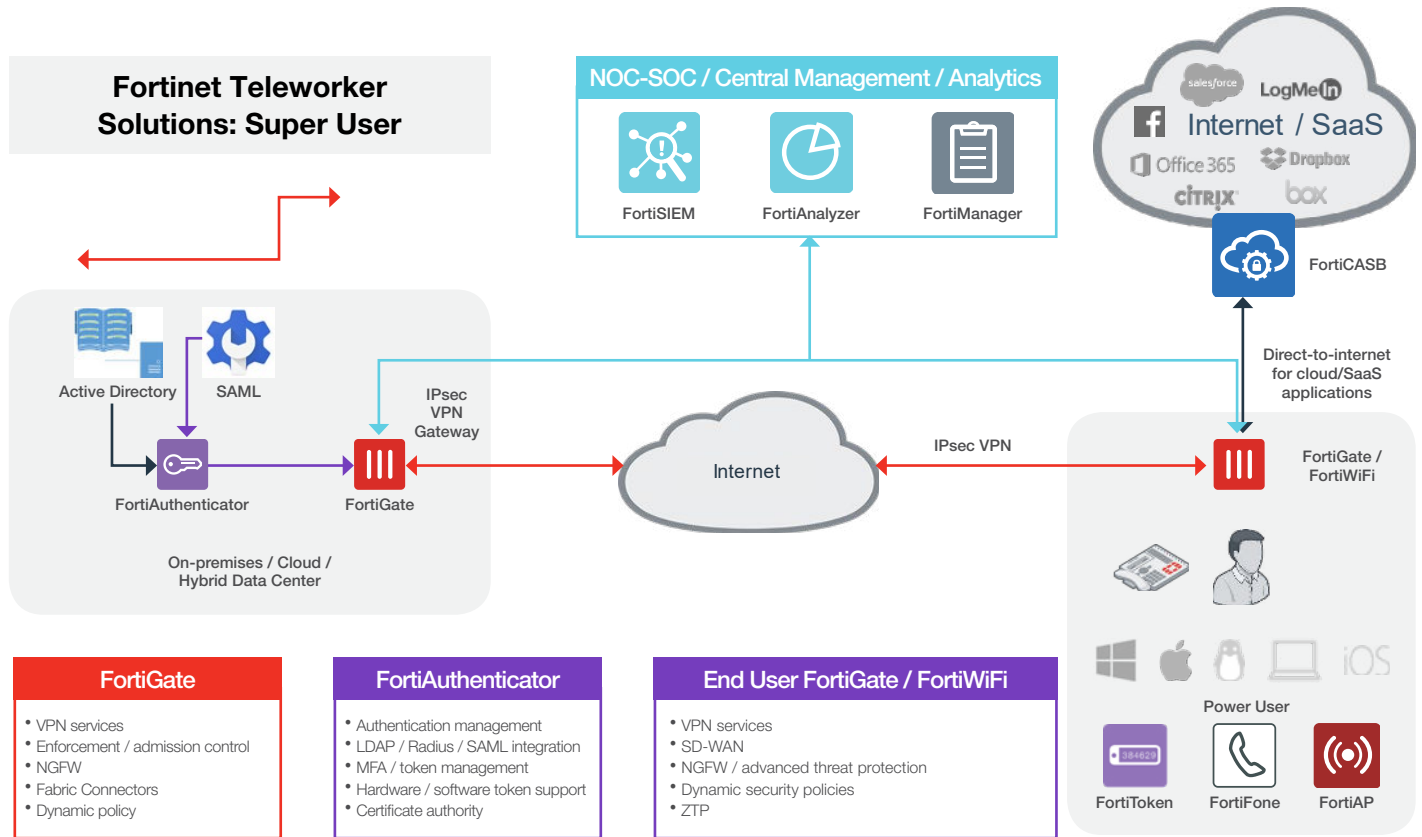 Fortinet Teleworker
Solutions: Super User
NOC-SOC / Central Management / Analytics
FortiSIEM
FortiAnalyzer
FortiManager
salesforce
LogMeIn
f
Internet / SaaS
Office 365
Dropbox
CİTRIX
box
FortiCASB
Direct-to-internet
for cloud/SaaS
applications
Active Directory
SAML
IPsec
VPN
Gateway
FortiAuthenticator
FortiGate
On-premises / Cloud /
Hybrid Data Center
Internet
IPsec VPN
FortiGate /
FortiWiFi
iOS
Power User
384629
FortiToken
FortiFone
FortiAP
FortiGate
• VPN services
• Enforcement / admission control
• NGFW
• Fabric Connectors
• Dynamic policy
FortiAuthenticator
• Authentication management
• LDAP / Radius / SAML integration
• MFA / token management
• Hardware / software token support
• Certificate authority
End User FortiGate / FortiWiFi
• VPN services
• SD-WAN
• NGFW / advanced threat protection
• Dynamic security policies
• ZTP